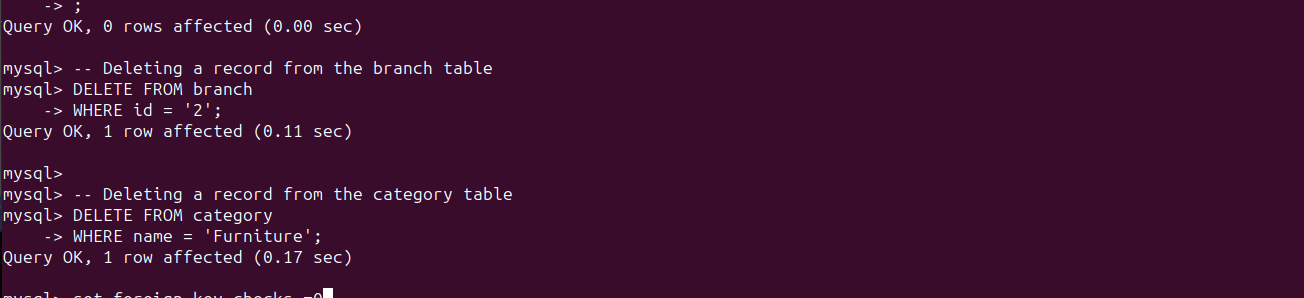 -> ;
Query OK, 0 rows affected (0.00 sec)
mysql> -- Deleting a record from the branch table
mysql> DELETE FROM branch
-> WHERE id = '2';
Query OK, 1 row affected (0.11 sec)
mysql>
mysql> -- Deleting a record from the category table
mysql> DELETE FROM category
-> WHERE name = 'Furniture';
Query OK, 1 row affected (0.17 sec)
mysql> set foreign_key_checks =0